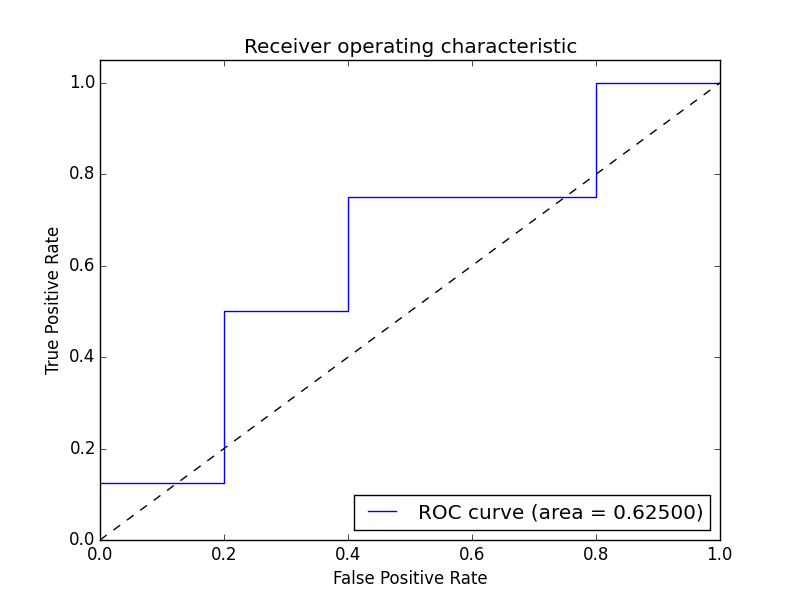 Receiver operating characteristic
1.0
0.8
0.6
0.4
0.2
0.0
True Positive Rate
ROC curve (area = 0.62500)
0.0 0.2 0.4 0.6 0.8 1.0
False Positive Rate